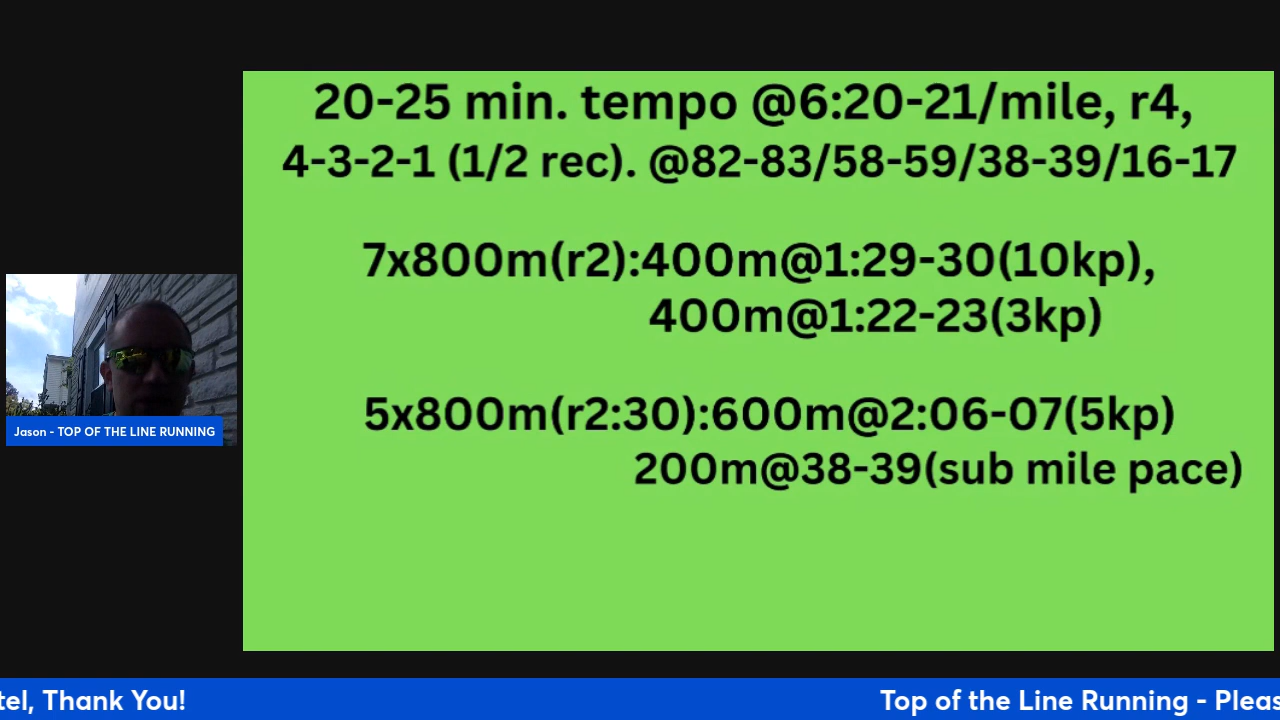 20-25 min. tempo @6:20-21/mile, r4,
4-3-2-1 (1/2 rec). @82-83/58-59/38-39/16-17
7x800m(r2):400m@1:29-30(10kp),
400m@1:22-23(3kp)
5x800m(r2:30):600m@2:06-07(5kp)
200m@38-39(sub mile pace)
Jason - TOP OF THE LINE RUNNING
Thank You!
Top of the Line Running -